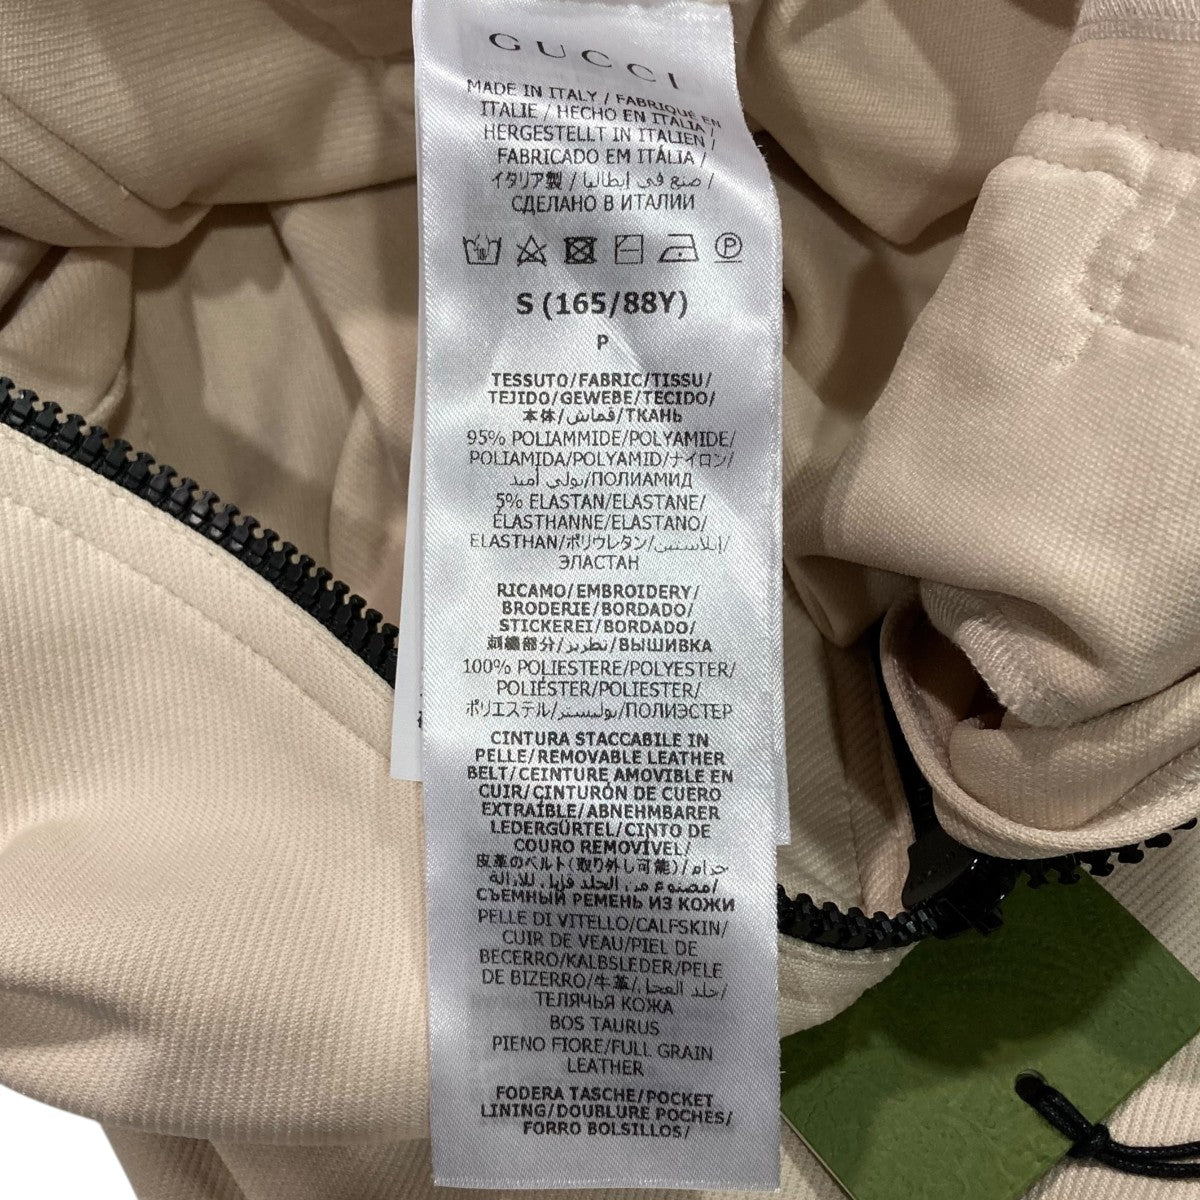 GUCCI
MADE IN ITALY / FABRIQUÉ EN
ITALIE / HECHO EN ITALIA /
HERGESTELLT IN ITALIEN /
FABRICADO EM ITÁLIA /
イタリア製 / صنع في إيطاليا /
СДЕЛАНО В ИТАЛИИ
P
S (165/88Y)
P
TESSUTO/FABRIC/TISSU/
TEJIDO/GEWEBE/TECIDO/
本体/قماش/ТКАНЬ
95% POLIAMMIDE/POLYAMIDE/
POLIAMIDA/POLYAMID/ナイロン/
بولي أميد/ПОЛИАМИД
5% ELASTAN/ELASTANE/
ÉLASTHANNE/ELASTANO/
ELASTHAN/ポリウレタン/إيلاستين/
ЭЛАСТАН
RICAMO/EMBROIDERY/
BRODERIE/BORDADO/
STICKEREI/BORDADO/
刺繍部分/تطريز/ВЫШИВКА
100% POLIESTERE/POLYESTER/
POLIÉSTER/POLIESTER/
ポリエステル/بوليستر/ПОЛИЭСТЕР
CINTURA STACCABILE IN
PELLE/REMOVABLE LEATHER
BELT/CEINTURE AMOVIBLE EN
CUIR/CINTURÓN DE CUERO
EXTRAÍBLE/ABNEHMBARER
LEDERGÜRTEL/CINTO DE
COURO REMOVÍVEL/
皮革のベルト(取り外し可能)/حزام
مصنوع من الجلد قابل للإزالة/
СЪЕМНЫЙ РЕМЕНЬ ИЗ КОЖИ
PELLE DI VITELLO/CALFSKIN/
CUIR DE VEAU/PIEL DE
BECERRO/KALBSLEDER/PELE
DE BIZERRO/牛革/جلد العجل/
ТЕЛЯЧЬЯ КОЖА
BOS TAURUS
PIENO FIORE/FULL GRAIN
LEATHER
FODERA TASCHE/POCKET
LINING/DOUBLURE POCHES/
FORRO BOLSILLOS/